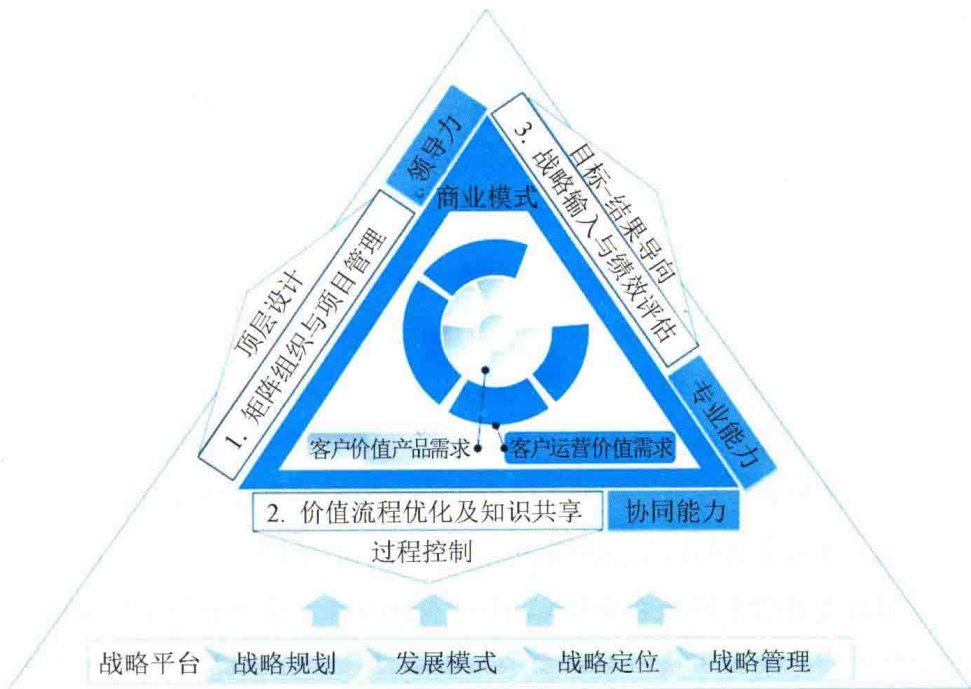 领导力
商业模式
目标-结果导向
3. 战略输入与绩效评估
顶层设计
1. 矩阵组织与项目管理
专业能力
客户价值产品需求
客户运营价值需求
2. 价值流程优化及知识共享
协同能力
过程控制
战略平台 战略规划 发展模式 战略定位 战略管理